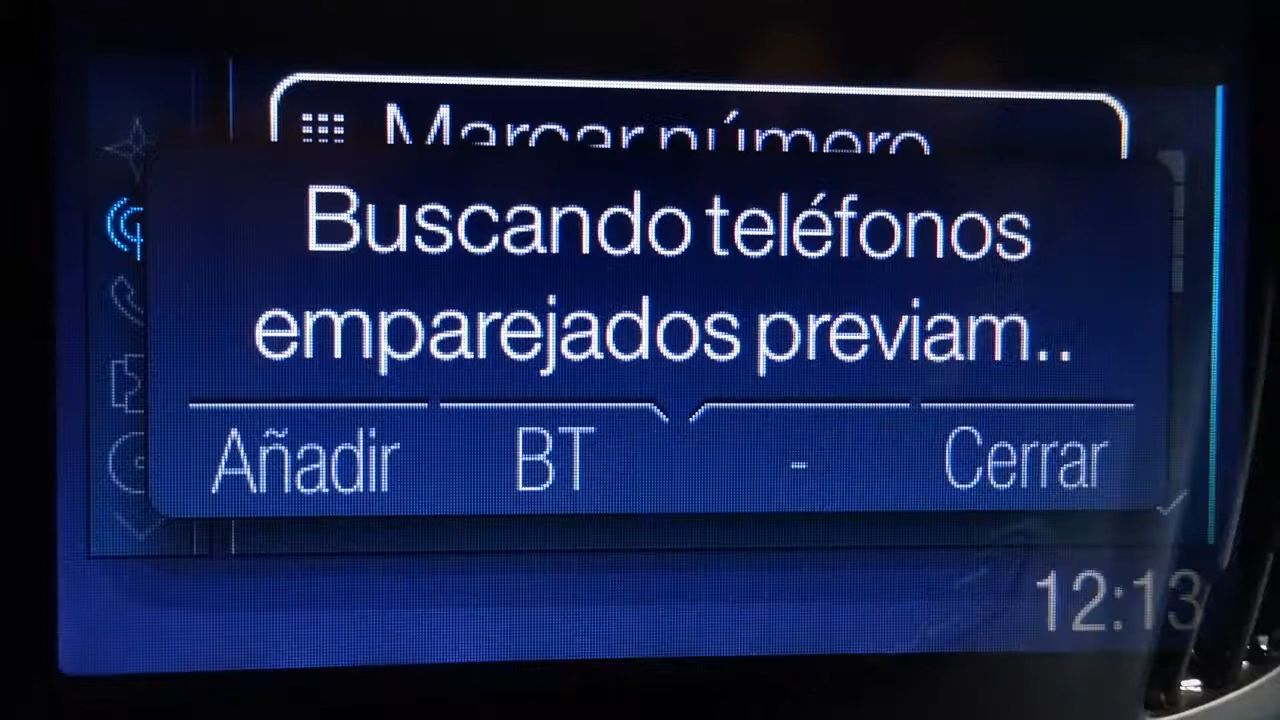 Marcar número
Buscando teléfonos
emparejados previam..
Añadir BT - Cerrar
12:13